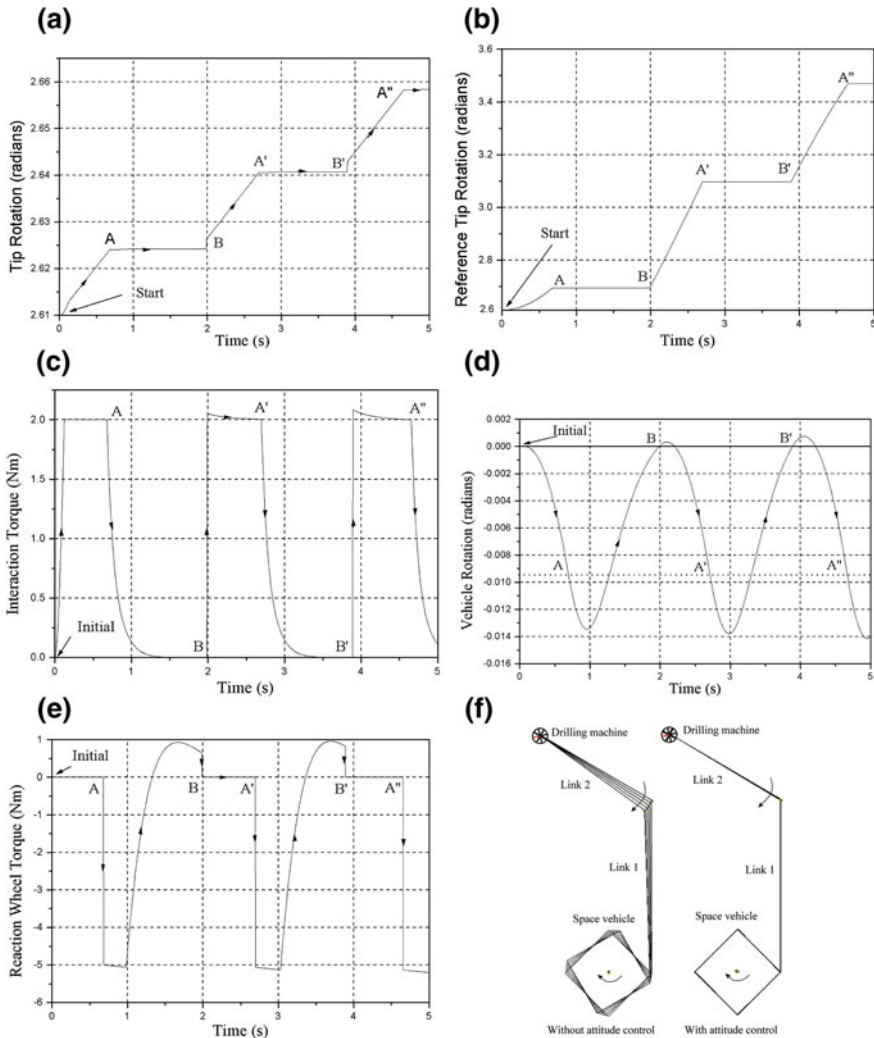 (a)
Tip Rotation (radians)
2.66
2.65
2.64
2.63
2.62
2.61
A
B
A'
B'
A"
Start
0 1 2 3 4 5
Time (s)
(b)
Reference Tip Rotation (radians)
3.6
3.4
3.2
3.0
2.8
2.6
Start
A
B
A'
B'
A"
0 1 2 3 4 5
Time (s)
(c)
Interaction Torque (Nm)
2.0
1.5
1.0
0.5
0.0
Initial
A
B
A'
B'
A"
0 1 2 3 4 5
Time (s)
(d)
Vehicle Rotation (radians)
0.002
0.000
-0.002
-0.004
-0.006
-0.008
-0.010
-0.012
-0.014
-0.016
Initial
A
B
A'
B'
A"
0 1 2 3 4 5
Time (s)
(e)
Reaction Wheel Torque (Nm)
1
0
-1
-2
-3
-4
-5
-6
Initial
A
B
A'
B'
A"
0 1 2 3 4 5
Time (s)
(f)
Drilling machine
Link 2
Link 1
Space vehicle
Without attitude control
Drilling machine
Link 2
Link 1
Space vehicle
With attitude control